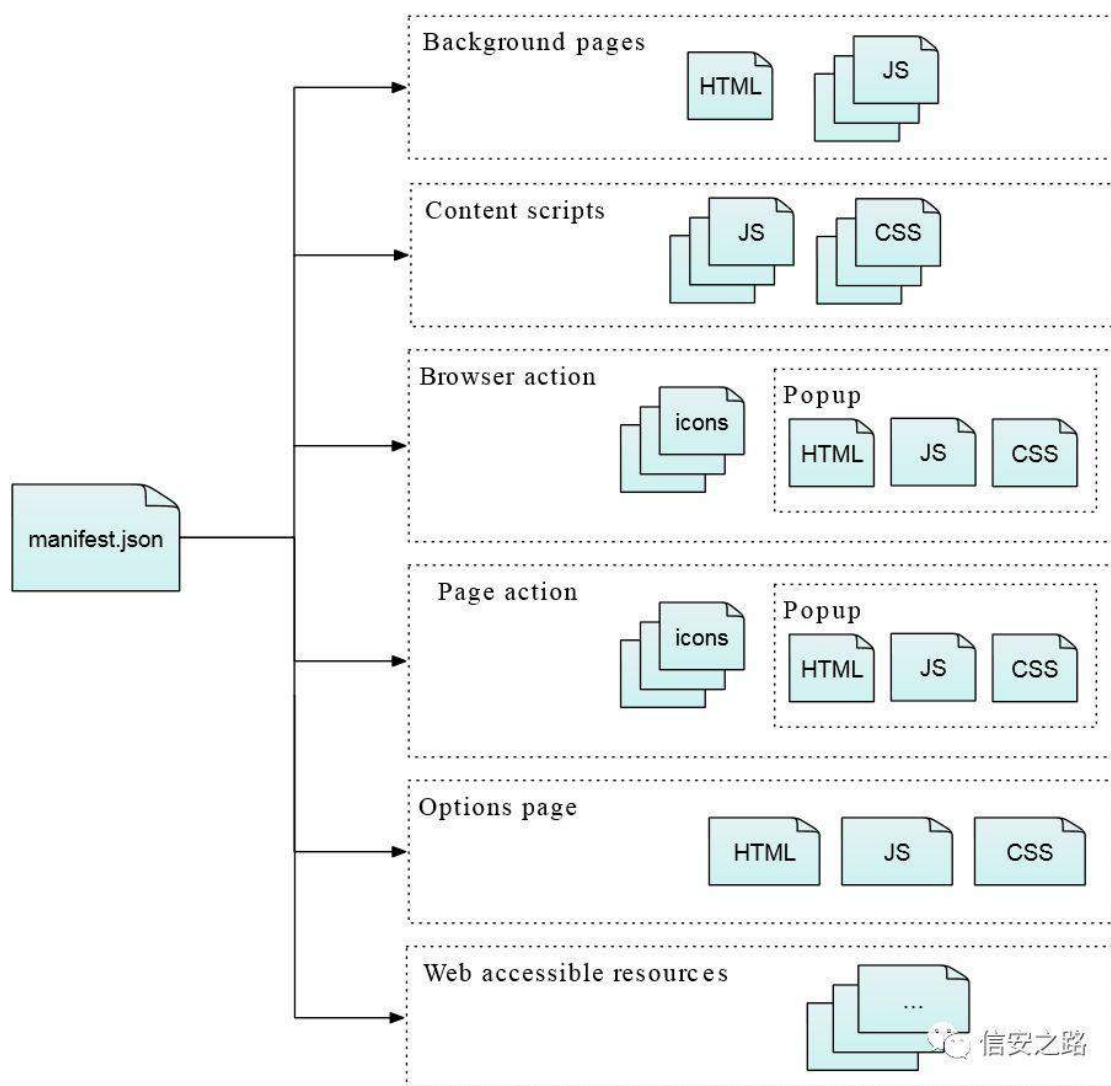 Background pages
HTML
JS
Content scripts
JS
CSS
Browser action
icons
Popup
HTML
JS
CSS
manifest.json
Page action
icons
Popup
HTML
JS
CSS
Options page
HTML
JS
CSS
Web accessible resources
...
信安之路